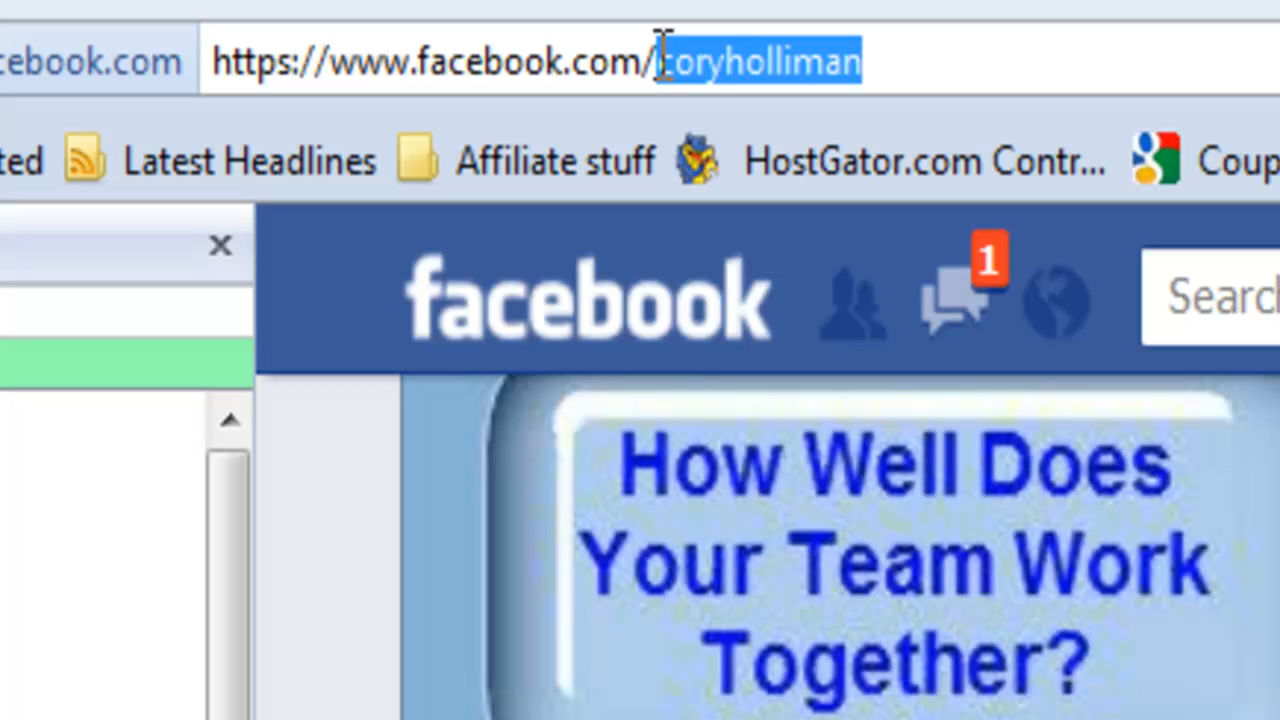 cebook.com https://www.facebook.com/coryholliman
ted Latest Headlines Affiliate stuff HostGator.com Contr... Coup
facebook 1 Search
How Well Does
Your Team Work
Together?